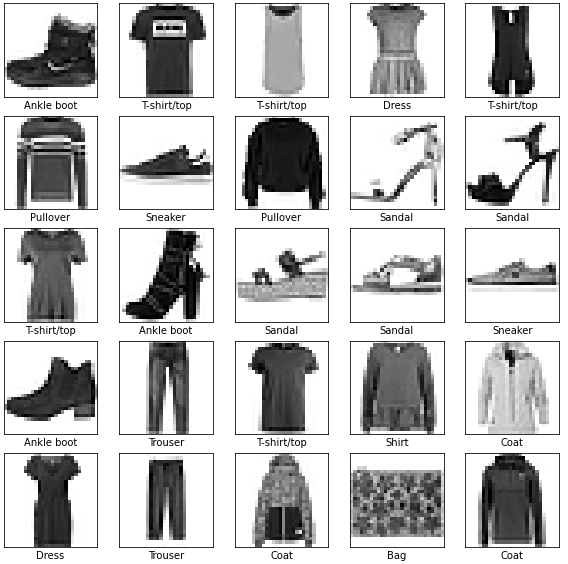 Ankle boot
T-shirt/top
T-shirt/top
Dress
T-shirt/top
Pullover
Sneaker
Pullover
Sandal
Sandal
T-shirt/top
Ankle boot
Sandal
Sandal
Sneaker
Ankle boot
Trouser
T-shirt/top
Shirt
Coat
Dress
Trouser
Coat
Bag
Coat